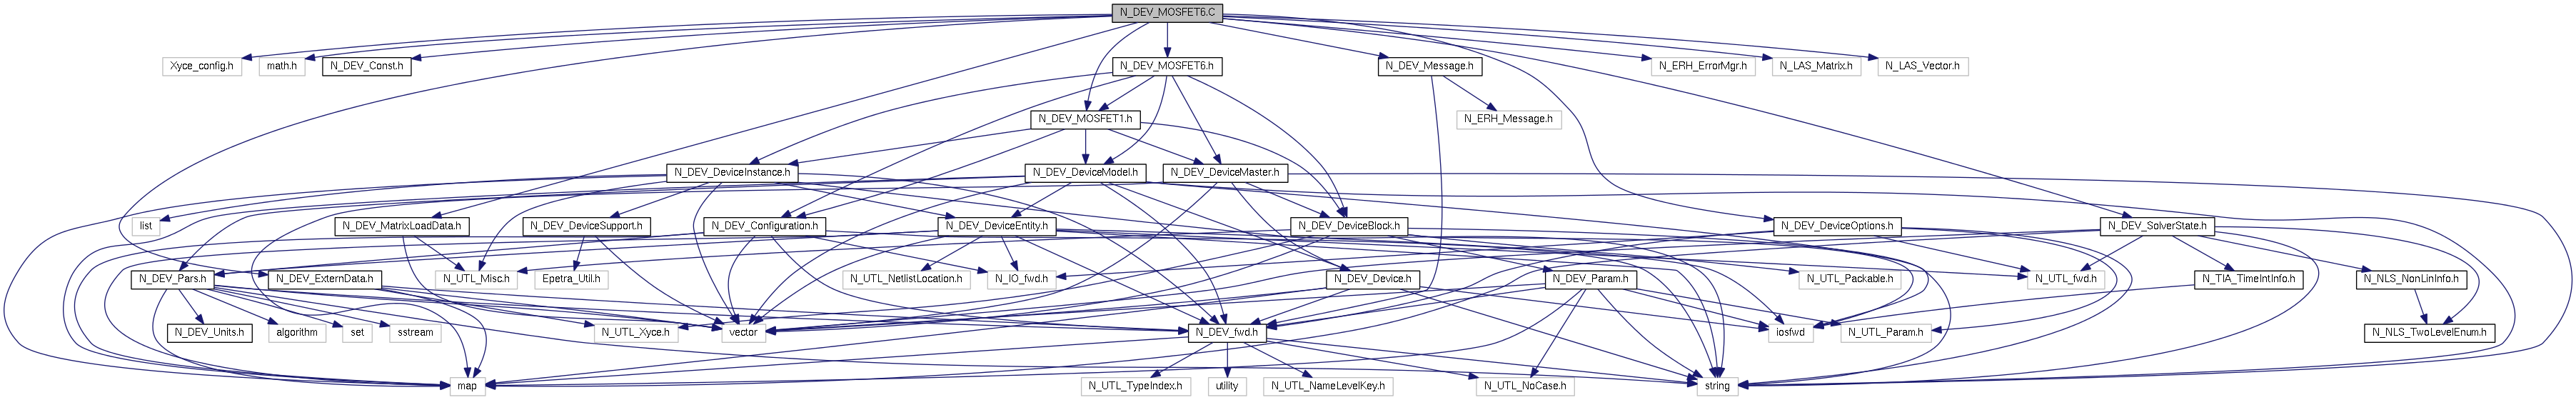 N_DEV_MOSFET6.C
Xyce_config.h
math.h
N_DEV_Const.h
N_DEV_MOSFET6.h
N_DEV_Message.h
N_ERH_ErrorMgr.h
N_LAS_Matrix.h
N_LAS_Vector.h
N_DEV_MOSFET1.h
N_ERH_Message.h
N_DEV_DeviceInstance.h
N_DEV_DeviceModel.h
N_DEV_DeviceMaster.h
list
N_DEV_MatrixLoadData.h
N_DEV_DeviceSupport.h
N_DEV_Configuration.h
N_DEV_DeviceEntity.h
N_DEV_DeviceBlock.h
N_DEV_DeviceOptions.h
N_DEV_SolverState.h
N_DEV_Pars.h
N_DEV_ExternData.h
N_UTL_Misc.h
Epetra_Util.h
N_UTL_NetlistLocation.h
N_IO_fwd.h
N_DEV_Device.h
N_DEV_Param.h
N_UTL_Packable.h
N_UTL_fwd.h
N_TIA_TimeIntInfo.h
N_NLS_NonLinInfo.h
N_DEV_Units.h
algorithm
set
sstream
N_UTL_Xyce.h
vector
N_DEV_fwd.h
iosfwd
N_UTL_Param.h
N_NLS_TwoLevelEnum.h
map
N_UTL_TypeIndex.h
utility
N_UTL_NameLevelKey.h
N_UTL_NoCase.h
string